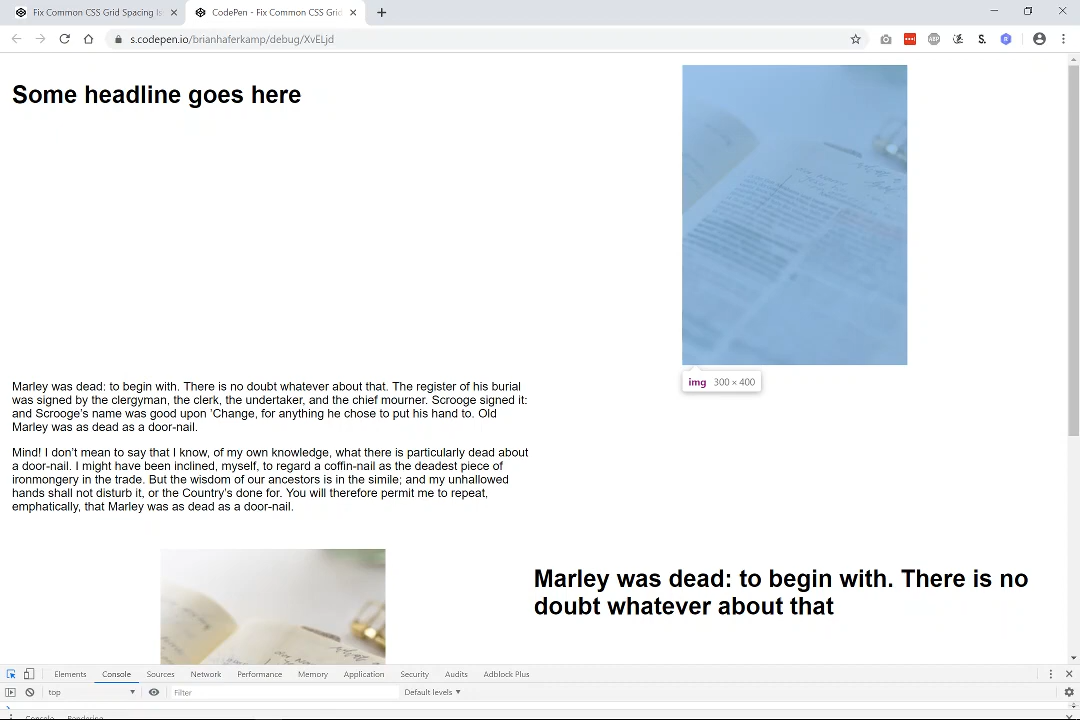 Fix Common CSS Grid Spacing Is
CodePen - Fix Common CSS Grid
s.codepen.io/brianhaferkamp/debug/XvELjd
ABP
S.
R
Some headline goes here
img 300 × 400
Marley was dead: to begin with. There is no doubt whatever about that. The register of his burial
was signed by the clergyman, the clerk, the undertaker, and the chief mourner. Scrooge signed it:
and Scrooge’s name was good upon ’Change, for anything he chose to put his hand to. Old
Marley was as dead as a door-nail.
Mind! I don’t mean to say that I know, of my own knowledge, what there is particularly dead about
a door-nail. I might have been inclined, myself, to regard a coffin-nail as the deadest piece of
ironmongery in the trade. But the wisdom of our ancestors is in the simile; and my unhallowed
hands shall not disturb it, or the Country’s done for. You will therefore permit me to repeat,
emphatically, that Marley was as dead as a door-nail.
Marley was dead: to begin with. There is no
doubt whatever about that
Elements Console Sources Network Performance Memory Application Security Audits Adblock Plus
top Filter Default levels
Console Rendering